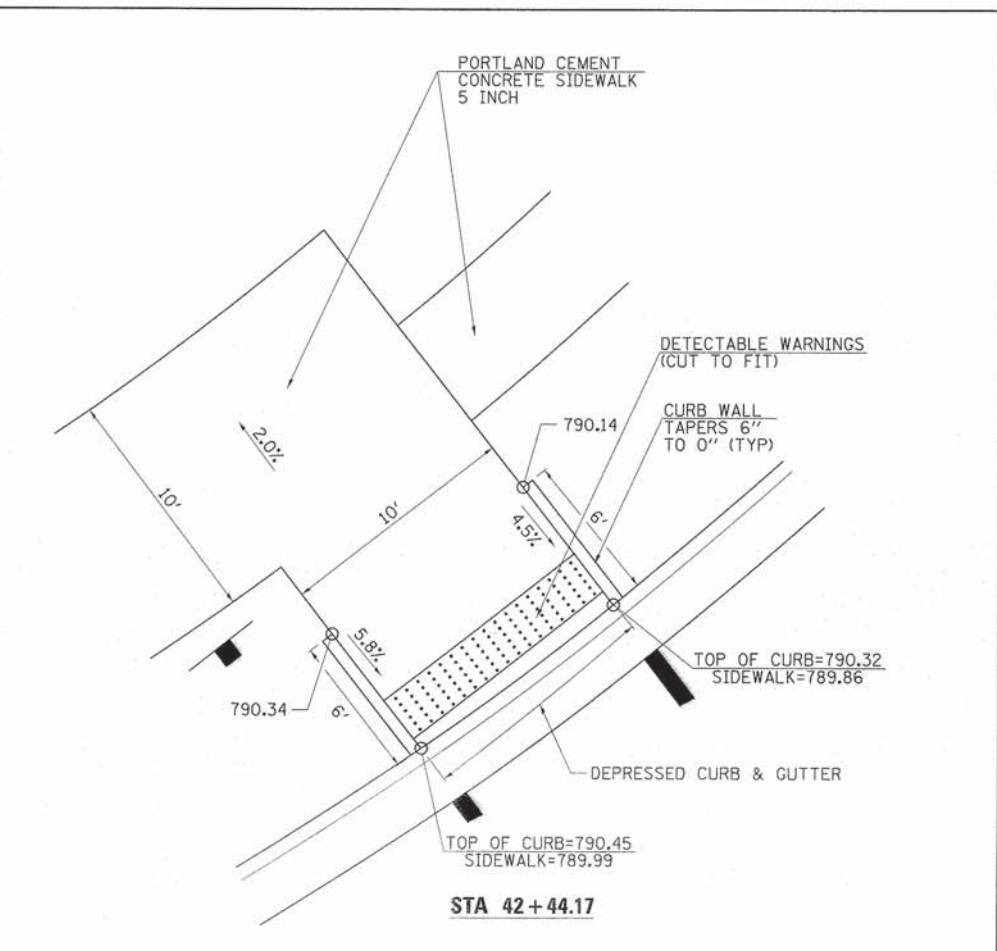 PORTLAND CEMENT
CONCRETE SIDEWALK
5 INCH
DETECTABLE WARNINGS
(CUT TO FIT)
CURB WALL
TAPERS 6"
TO 0" (TYP)
790.14
2.0%
10'
10'
4.5%
6'
5.8%
790.34
6'
TOP OF CURB=790.32
SIDEWALK=789.86
DEPRESSED CURB & GUTTER
TOP OF CURB=790.45
SIDEWALK=789.99
STA 42+44.17